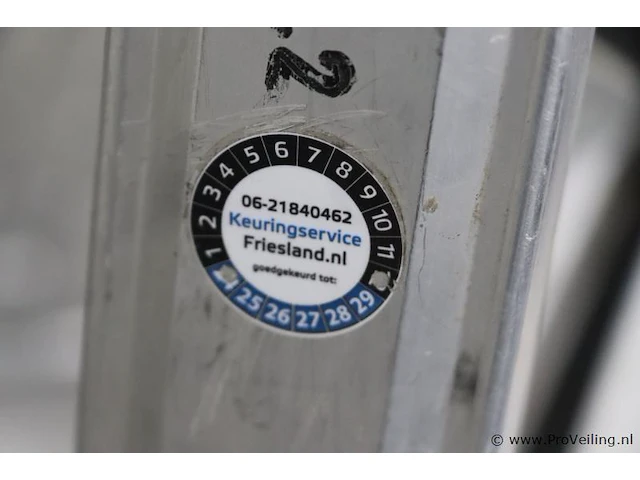 2
1 2 3 4 5 6 7 8 9 10 11
06-21840462
Keuringservice
Friesland.nl
goedgekeurd tot:
25 26 27 28 29
© www.ProVeiling.nl